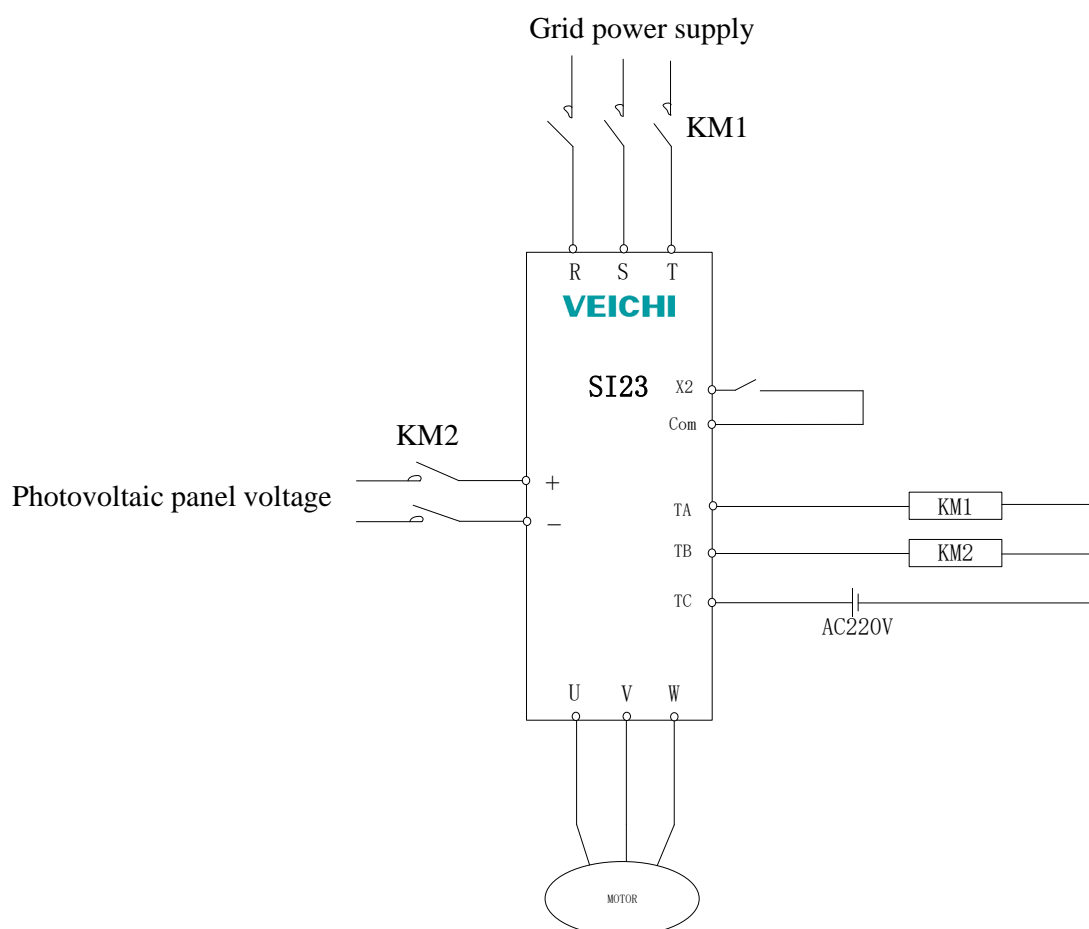 Grid power supply
KM1
R S T
VEICHI
SI23
X2
Com
KM2
+
Photovoltaic panel voltage
−
TA
KM1
TB
KM2
TC
AC220V
U V W
MOTOR